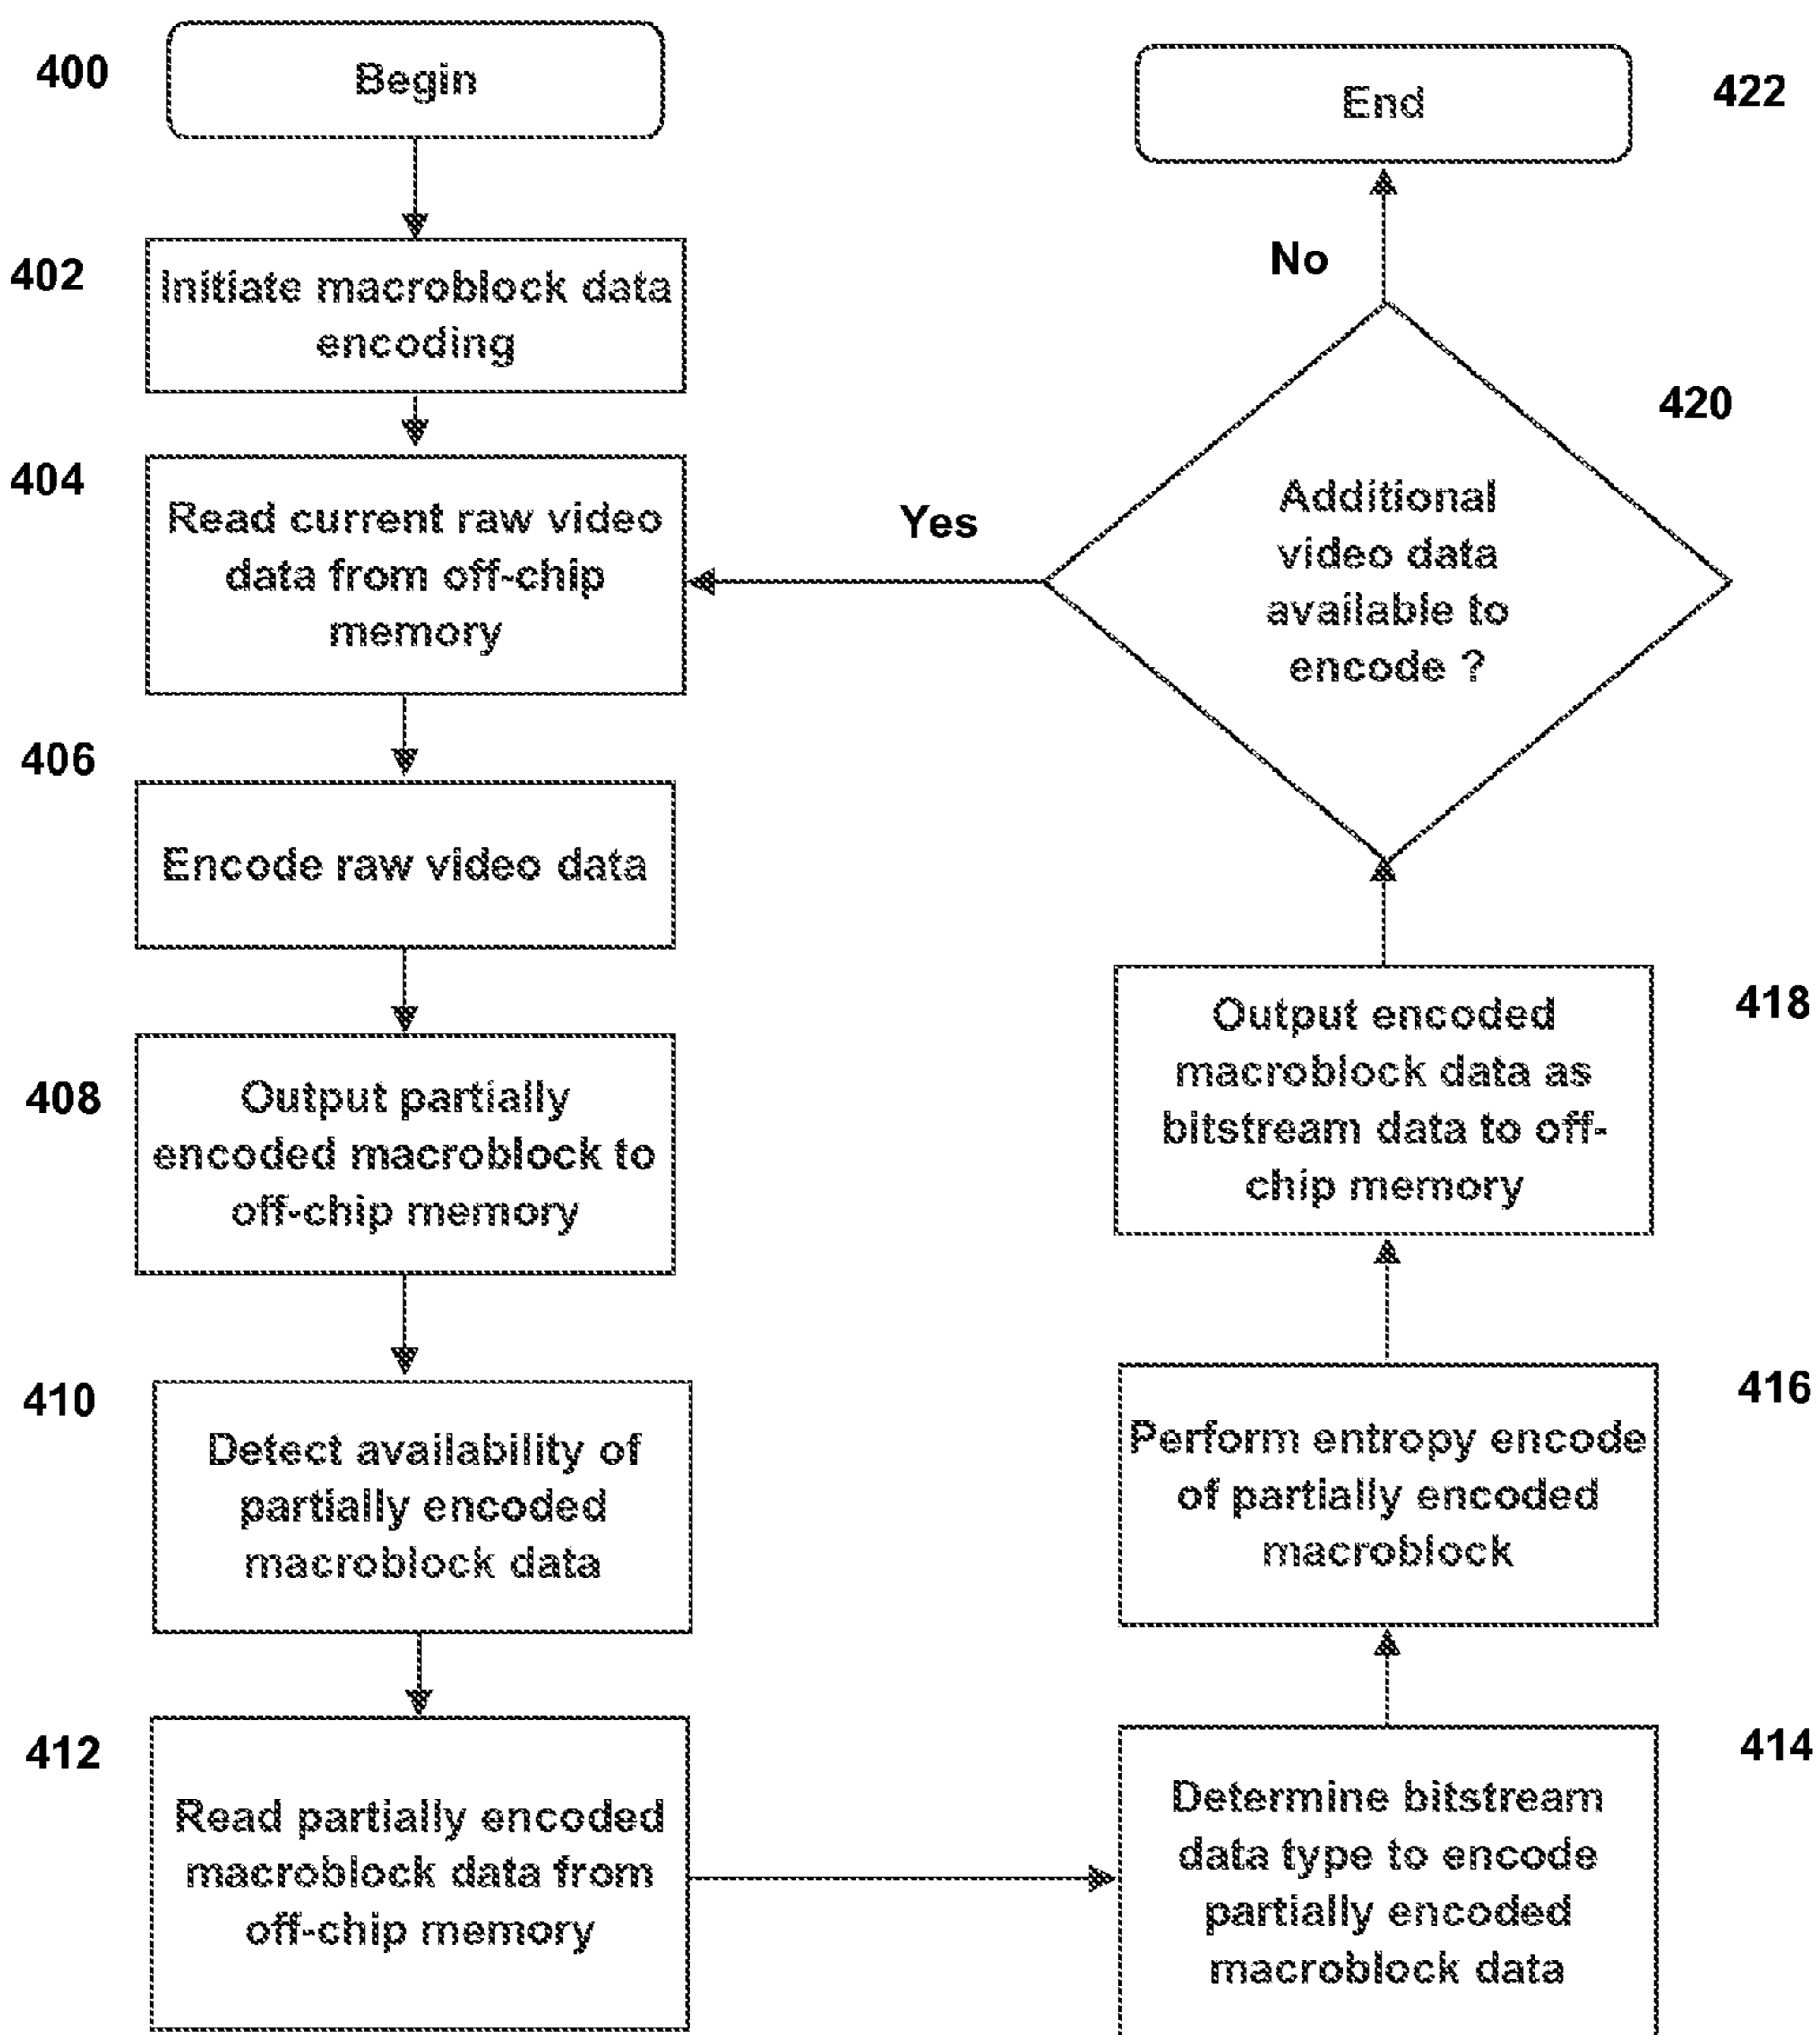 400
Begin
402
Initiate macroblock data
encoding
404
Read current raw video
data from off-chip
memory
406
Encode raw video data
408
Output partially
encoded macroblock to
off-chip memory
410
Detect availability of
partially encoded
macroblock data
412
Read partially encoded
macroblock data from
off-chip memory
414
Determine bitstream
data type to encode
partially encoded
macroblock data
416
Perform entropy encode
of partially encoded
macroblock
418
Output encoded
macroblock data as
bitstream data to off-
chip memory
420
Additional
video data
available to
encode ?
Yes
No
End
422